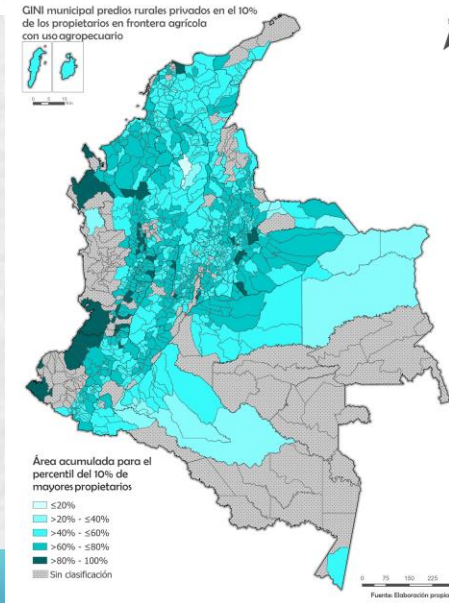 GINI municipal predios rurales privados en el 10%
de los propietarios en frontera agrícola
con uso agropecuario
Área acumulada para el
percentil del 10% de
mayores propietarios
≤20%
>20% - ≤40%
>40% - ≤60%
>60% - ≤80%
>80% - 100%
Sin clasificación
0 75 150 225
Fuente: Elaboración propia